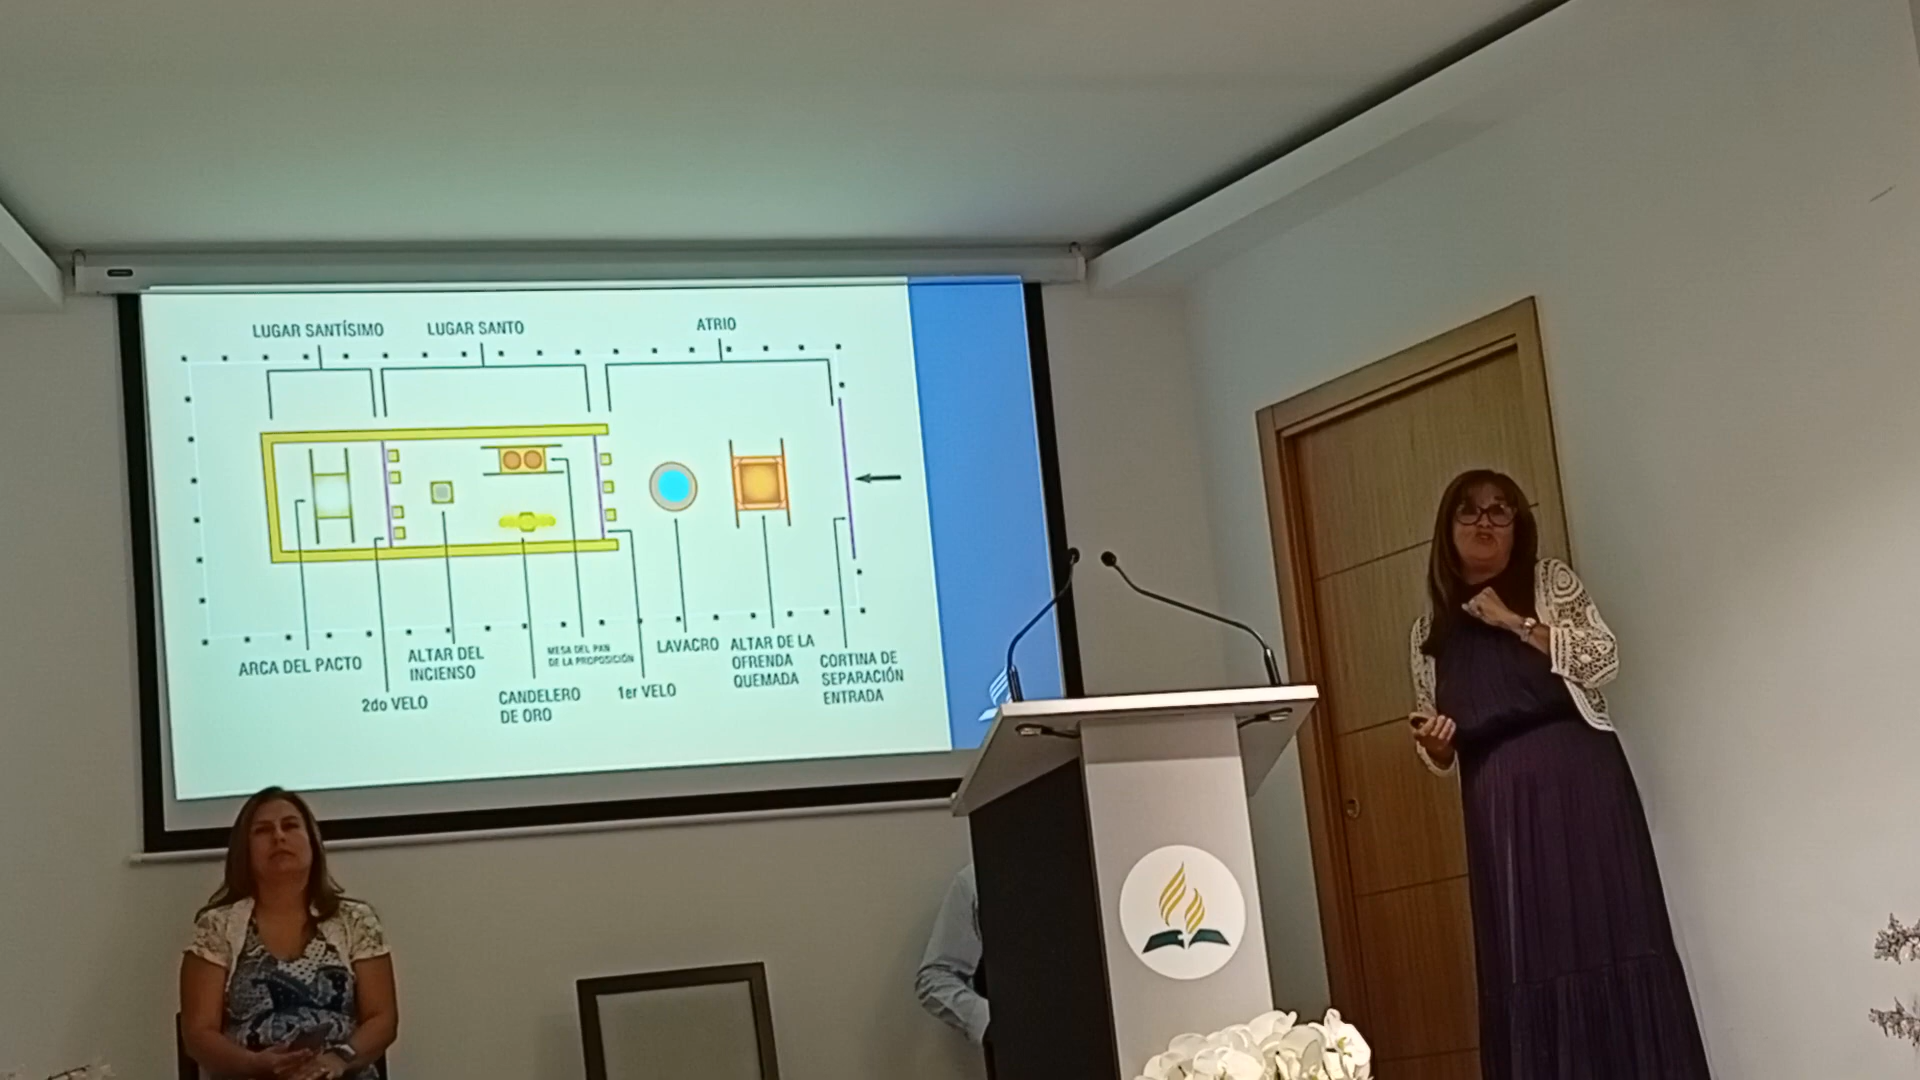 LUGAR SANTÍSIMO
LUGAR SANTO
ATRIO
ARCA DEL PACTO
2do VELO
ALTAR DEL
INCIENSO
CANDELERO
DE ORO
MESA DEL PAN
DE LA PROPOSICIÓN
1er VELO
LAVACRO
ALTAR DE LA
OFRENDA
QUEMADA
CORTINA DE
SEPARACIÓN
ENTRADA